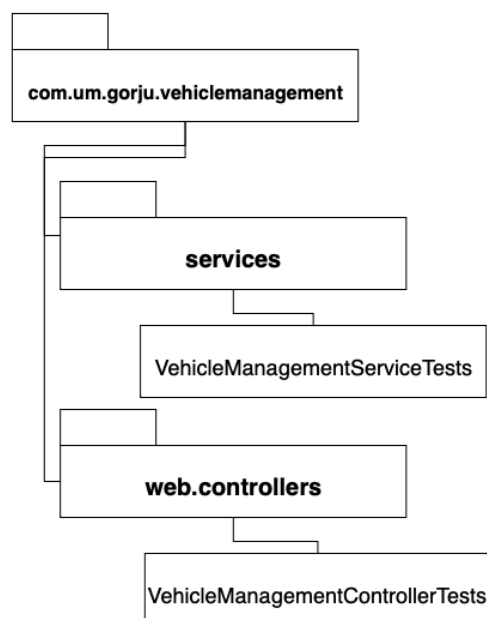 com.um.gorju.vehiclemanagement
services
VehicleManagementServiceTests
web.controllers
VehicleManagementControllerTests